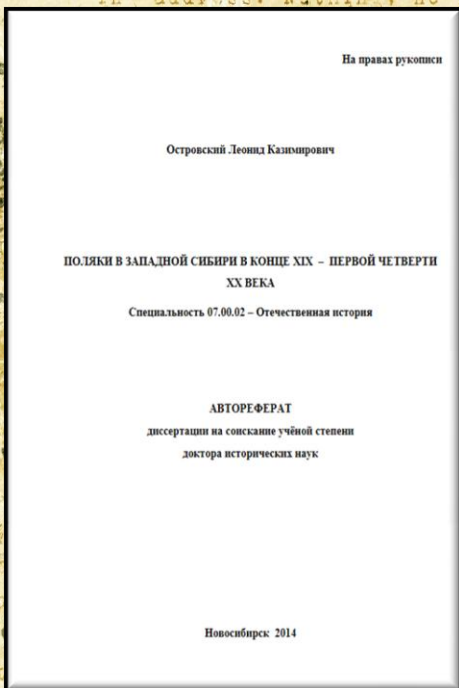 На правах рукописи
Островский Леонид Казимирович
ПОЛЯКИ В ЗАПАДНОЙ СИБИРИ В КОНЦЕ XIX – ПЕРВОЙ ЧЕТВЕРТИ
XX ВЕКА
Специальность 07.00.02 – Отечественная история
АВТОРЕФЕРАТ
диссертации на соискание учёной степени
доктора исторических наук
Новосибирск 2014